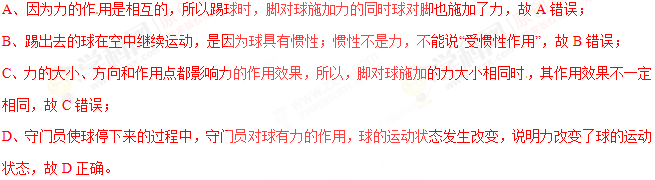 A、因为力的作用是相互的，所以踢球时，脚对球施加力的同时球对脚也施加了力，故 A 错误；
B、踢出去的球在空中继续运动，是因为球具有惯性；惯性不是力，不能说“受惯性作用”，故 B 错误；
C、力的大小、方向和作用点都影响力的作用效果，所以，脚对球施加的力大小相同时，其作用效果不一定
相同，故 C 错误；
D、守门员使球停下来的过程中，守门员对球有力的作用，球的运动状态发生改变，说明力改变了球的运动
状态，故 D 正确。